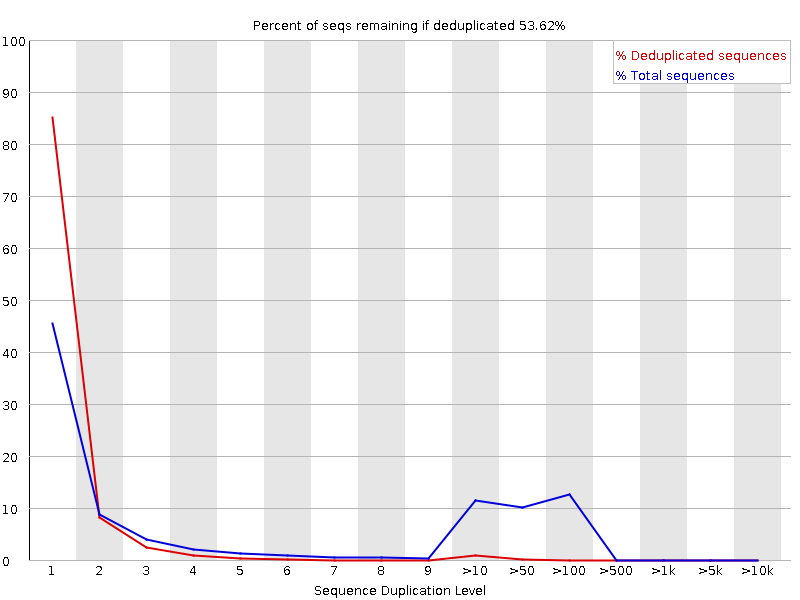 Percent of seqs remaining if deduplicated 53.62%
% Deduplicated sequences
% Total sequences
100
90
80
70
60
50
40
30
20
10
0
1 2 3 4 5 6 7 8 9 >10 >50 >100 >500 >1k >5k >10k
Sequence Duplication Level